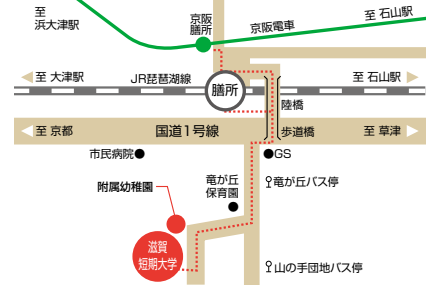 至
浜大津駅
京阪
膳所
京阪電車
至 石山駅
至 大津駅
JR琵琶湖線
膳所
至 石山駅
陸橋
至 京都
国道1号線
歩道橋
至 草津
市民病院
GS
竜が丘
保育園
竜が丘バス停
附属幼稚園
滋賀
短期大学
山の手団地バス停